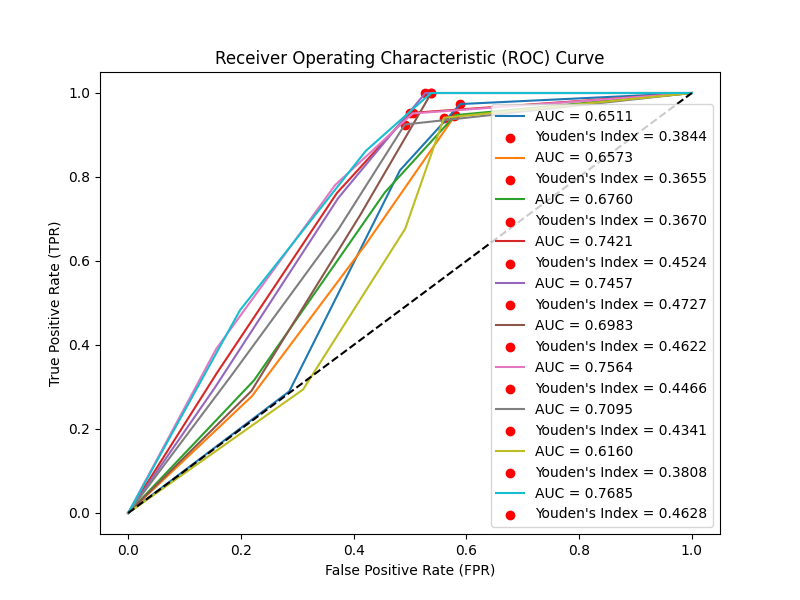 Receiver Operating Characteristic (ROC) Curve
True Positive Rate (TPR)
1.0
0.8
0.6
0.4
0.2
0.0
AUC = 0.6511
Youden's Index = 0.3844
AUC = 0.6573
Youden's Index = 0.3655
AUC = 0.6760
Youden's Index = 0.3670
AUC = 0.7421
Youden's Index = 0.4524
AUC = 0.7457
Youden's Index = 0.4727
AUC = 0.6983
Youden's Index = 0.4622
AUC = 0.7564
Youden's Index = 0.4466
AUC = 0.7095
Youden's Index = 0.4341
AUC = 0.6160
Youden's Index = 0.3808
AUC = 0.7685
Youden's Index = 0.4628
0.0 0.2 0.4 0.6 0.8 1.0
False Positive Rate (FPR)